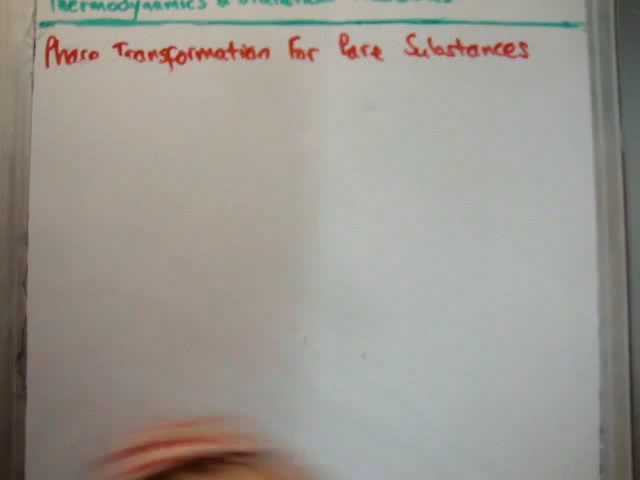 Thermodynamics &
Phase Transformation For Pure Substances